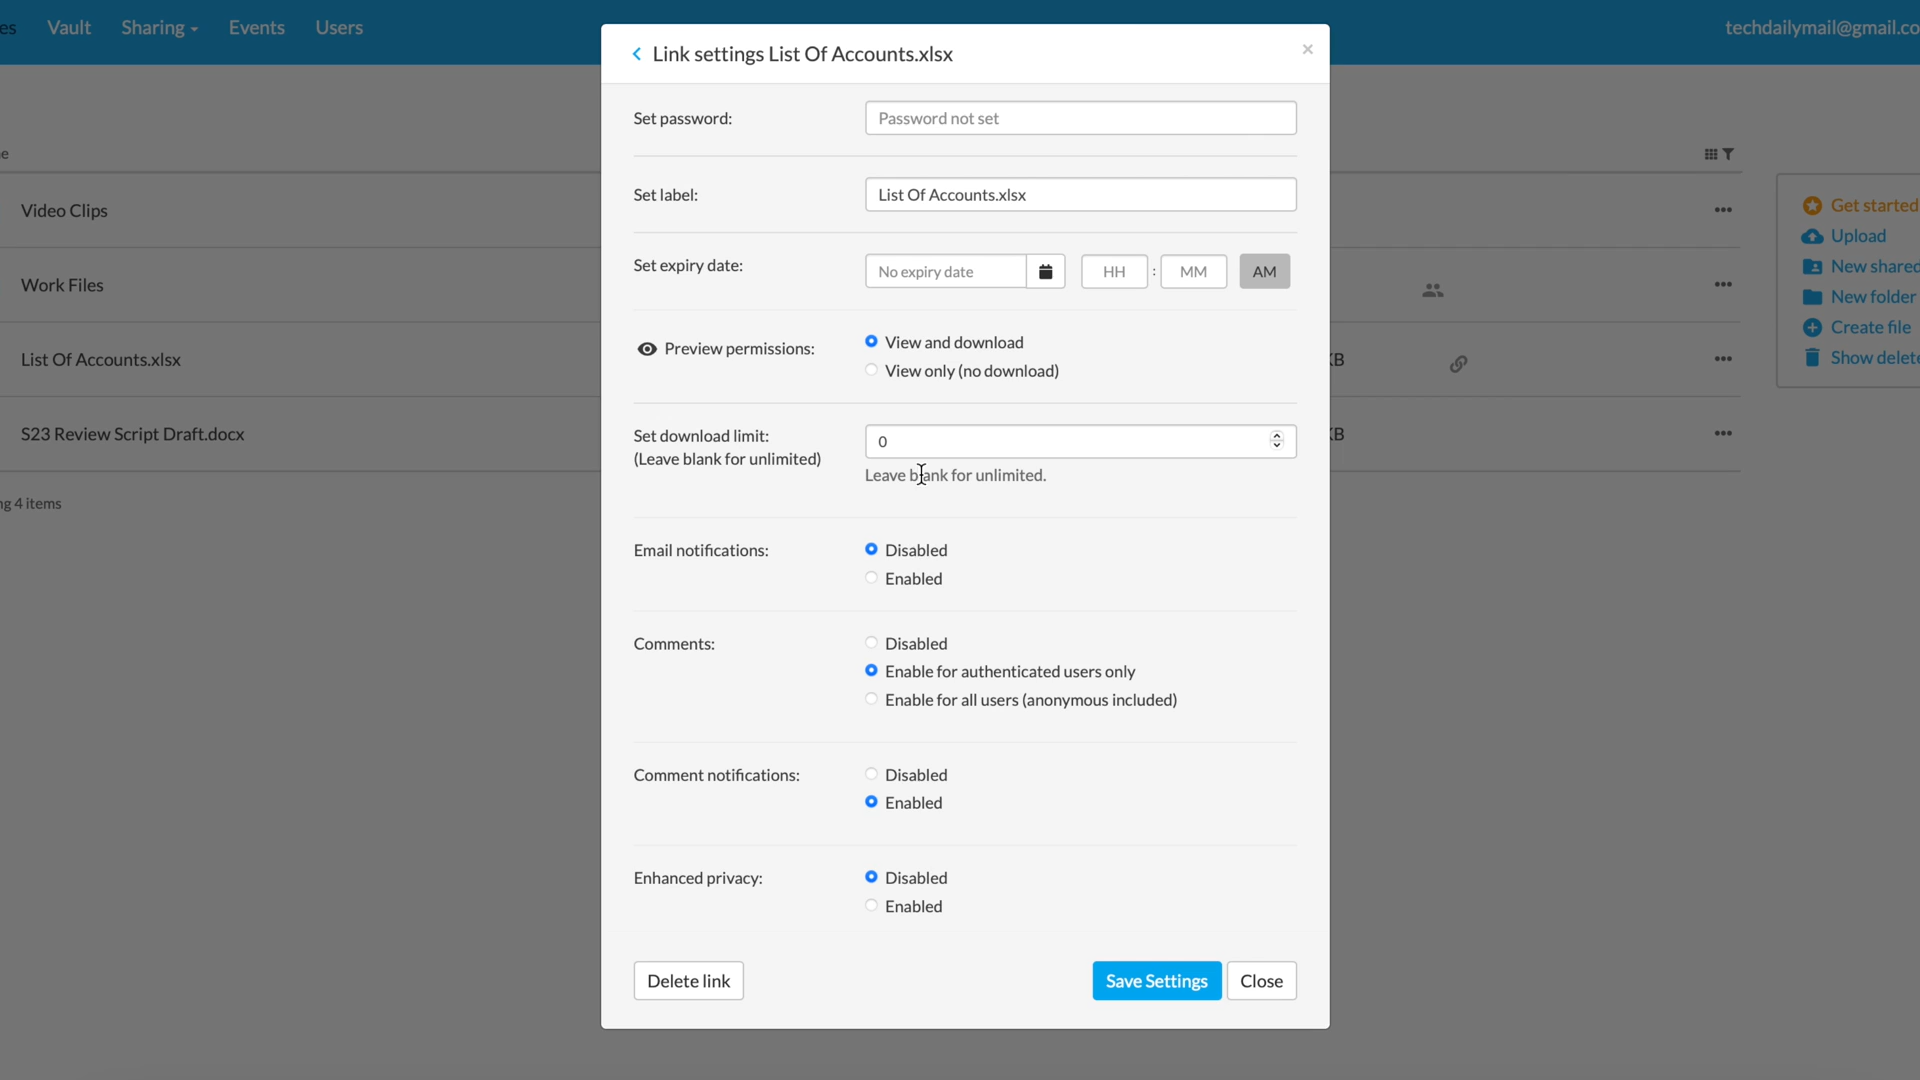 es Vault Sharing Events Users techdailymail@gmail.co
Link settings List Of Accounts.xlsx ×
Set password: Password not set
e
Set label: List Of Accounts.xlsx
Video Clips
Get started
Upload
Set expiry date: No expiry date HH : MM AM
New shared
Work Files
New folder
Create file
Preview permissions: View and download
List Of Accounts.xlsx KB
Show delete
View only (no download)
Set download limit: 0
(Leave blank for unlimited)
S23 Review Script Draft.docx KB
Leave blank for unlimited.
ng 4 items
Email notifications: Disabled
Enabled
Comments: Disabled
Enable for authenticated users only
Enable for all users (anonymous included)
Comment notifications: Disabled
Enabled
Enhanced privacy: Disabled
Enabled
Delete link Save Settings Close